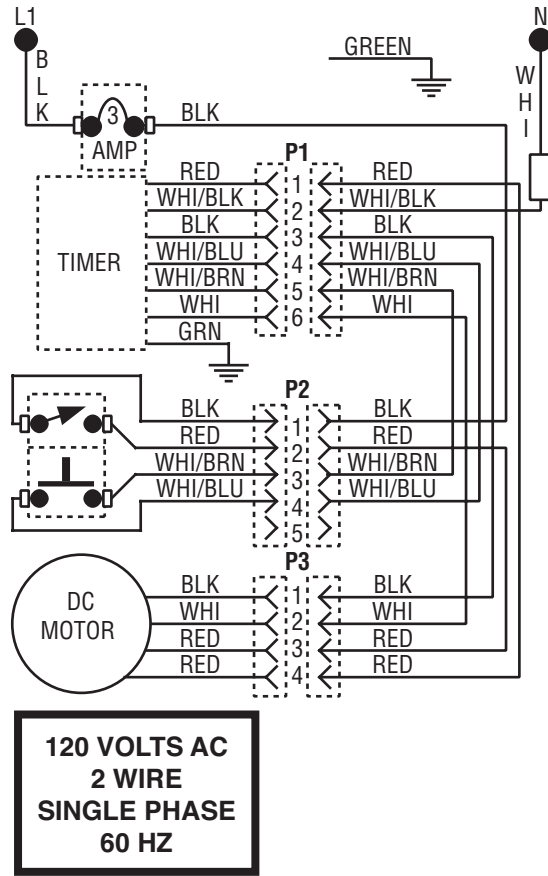 L1
N
GREEN
BLK
WHI
3
AMP
BLK
P1
RED 1 RED
WHI/BLK 2 WHI/BLK
BLK 3 BLK
WHI/BLU 4 WHI/BLU
WHI/BRN 5 WHI/BRN
WHI 6 WHI
TIMER
GRN
P2
BLK 1 BLK
RED 2 RED
WHI/BRN 3 WHI/BRN
WHI/BLU 4 WHI/BLU
5
P3
BLK 1 BLK
WHI 2 WHI
RED 3 RED
RED 4 RED
DC
MOTOR
120 VOLTS AC
2 WIRE
SINGLE PHASE
60 HZ